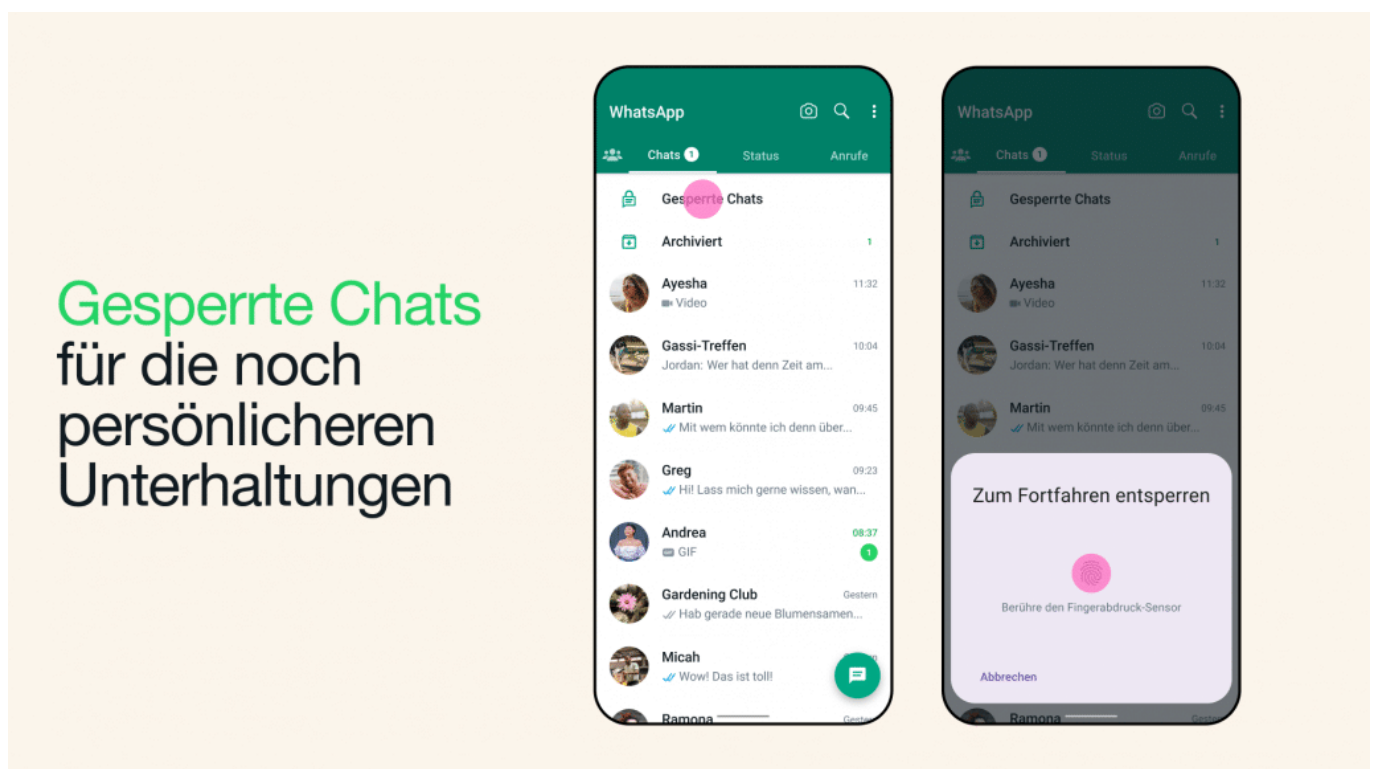 Gesperrte Chats
für die noch
persönlicheren
Unterhaltungen
WhatsApp
Chats 1 Status Anrufe
Gesperrte Chats
Archiviert 1
Ayesha 11:32
Video
Gassi-Treffen 10:04
Jordan: Wer hat denn Zeit am...
Martin 09:45
Mit wem könnte ich denn über...
Greg 09:23
Hi! Lass mich gerne wissen, wan...
Andrea 08:37
GIF 1
Gardening Club Gestern
Hab gerade neue Blumensamen...
Micah
Wow! Das ist toll!
Ramona Gestern
WhatsApp
Chats 1 Status Anrufe
Gesperrte Chats
Archiviert 1
Ayesha 11:32
Video
Gassi-Treffen 10:04
Jordan: Wer hat denn Zeit am...
Martin 09:45
Mit wem könnte ich denn über...
Zum Fortfahren entsperren
Berühre den Fingerabdruck-Sensor
Abbrechen
Ramona Gestern